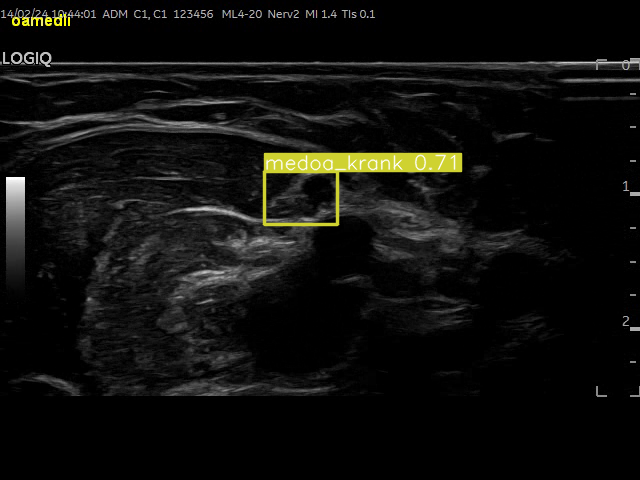 14/02/24 10:44:01 ADM C1, C1 123456 ML4-20 Nerv2 MI 1.4 TIs 0.1
oamedli
LOGIQ
0
medoa_krank 0.71
1
2